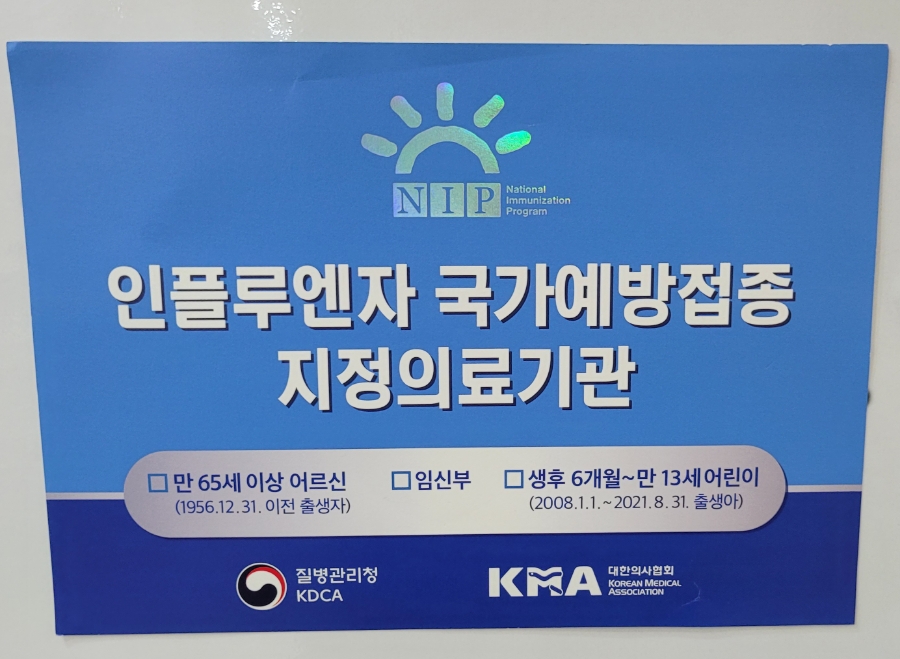 NIP
National
Immunization
Program
인플루엔자 국가예방접종
지정의료기관
□ 만 65세 이상 어르신
(1956.12.31. 이전 출생자)
□ 임신부
□ 생후 6개월~만 13세 어린이
(2008.1.1.~2021.8.31. 출생아)
질병관리청
KDCA
KMA
대한의사협회
KOREAN MEDICAL
ASSOCIATION